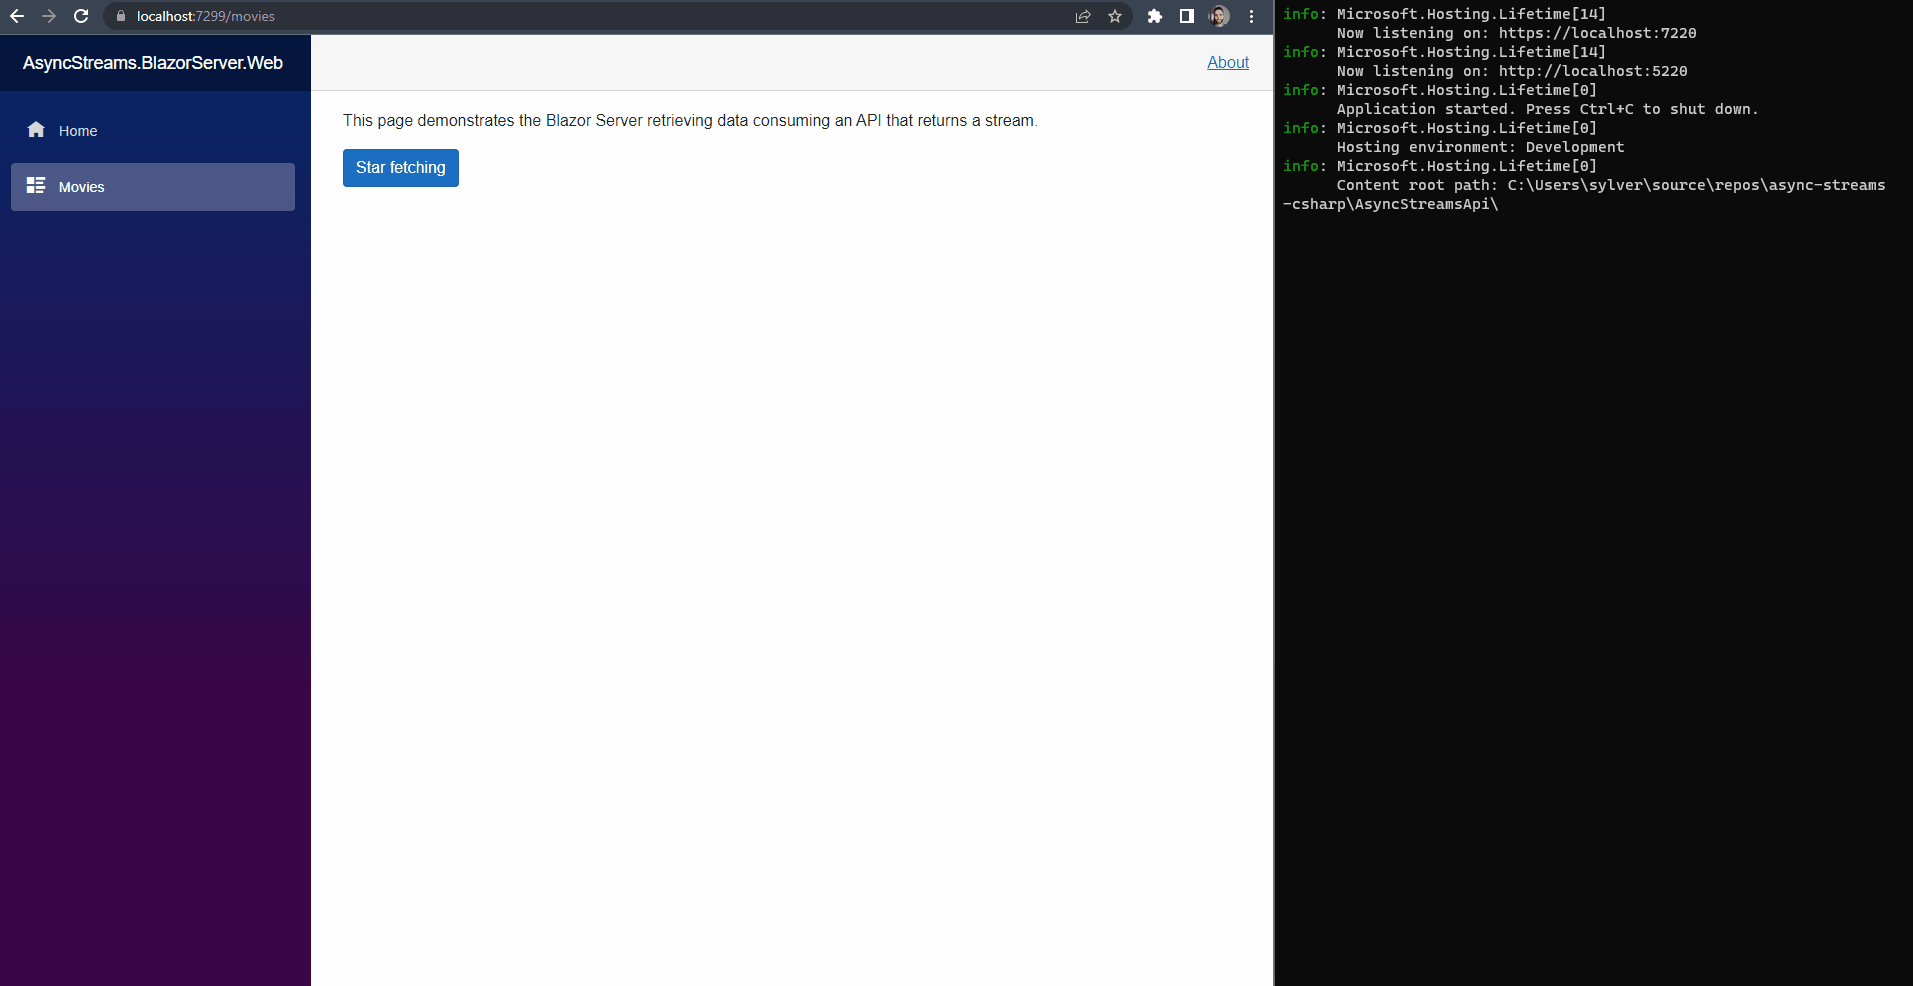 localhost:7299/movies
AsyncStreams.BlazorServer.Web
About
Home
Movies
This page demonstrates the Blazor Server retrieving data consuming an API that returns a stream.
Star fetching
info: Microsoft.Hosting.Lifetime[14]
Now listening on: https://localhost:7220
info: Microsoft.Hosting.Lifetime[14]
Now listening on: http://localhost:5220
info: Microsoft.Hosting.Lifetime[0]
Application started. Press Ctrl+C to shut down.
info: Microsoft.Hosting.Lifetime[0]
Hosting environment: Development
info: Microsoft.Hosting.Lifetime[0]
Content root path: C:\Users\sylver\source\repos\async-streams
-csharp\AsyncStreamsApi\